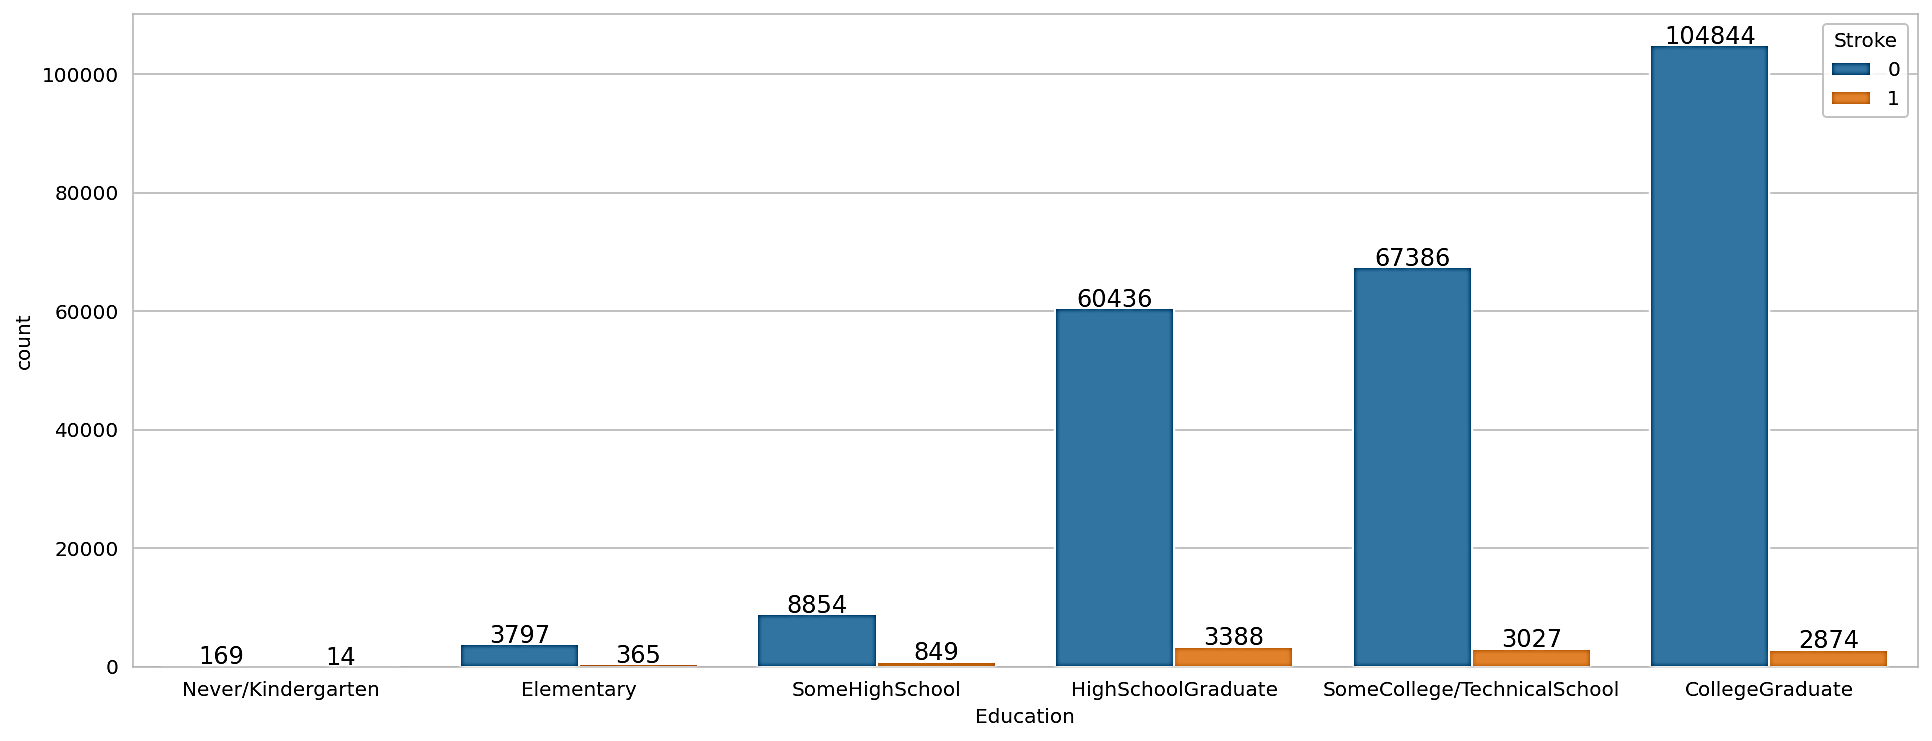 104844
Stroke
0
1
100000
80000
67386
60436
60000
count
40000
20000
8854
3797
3388
3027
2874
849
365
169
14
0
Never/Kindergarten
Elementary
SomeHighSchool
HighSchoolGraduate
SomeCollege/TechnicalSchool
CollegeGraduate
Education